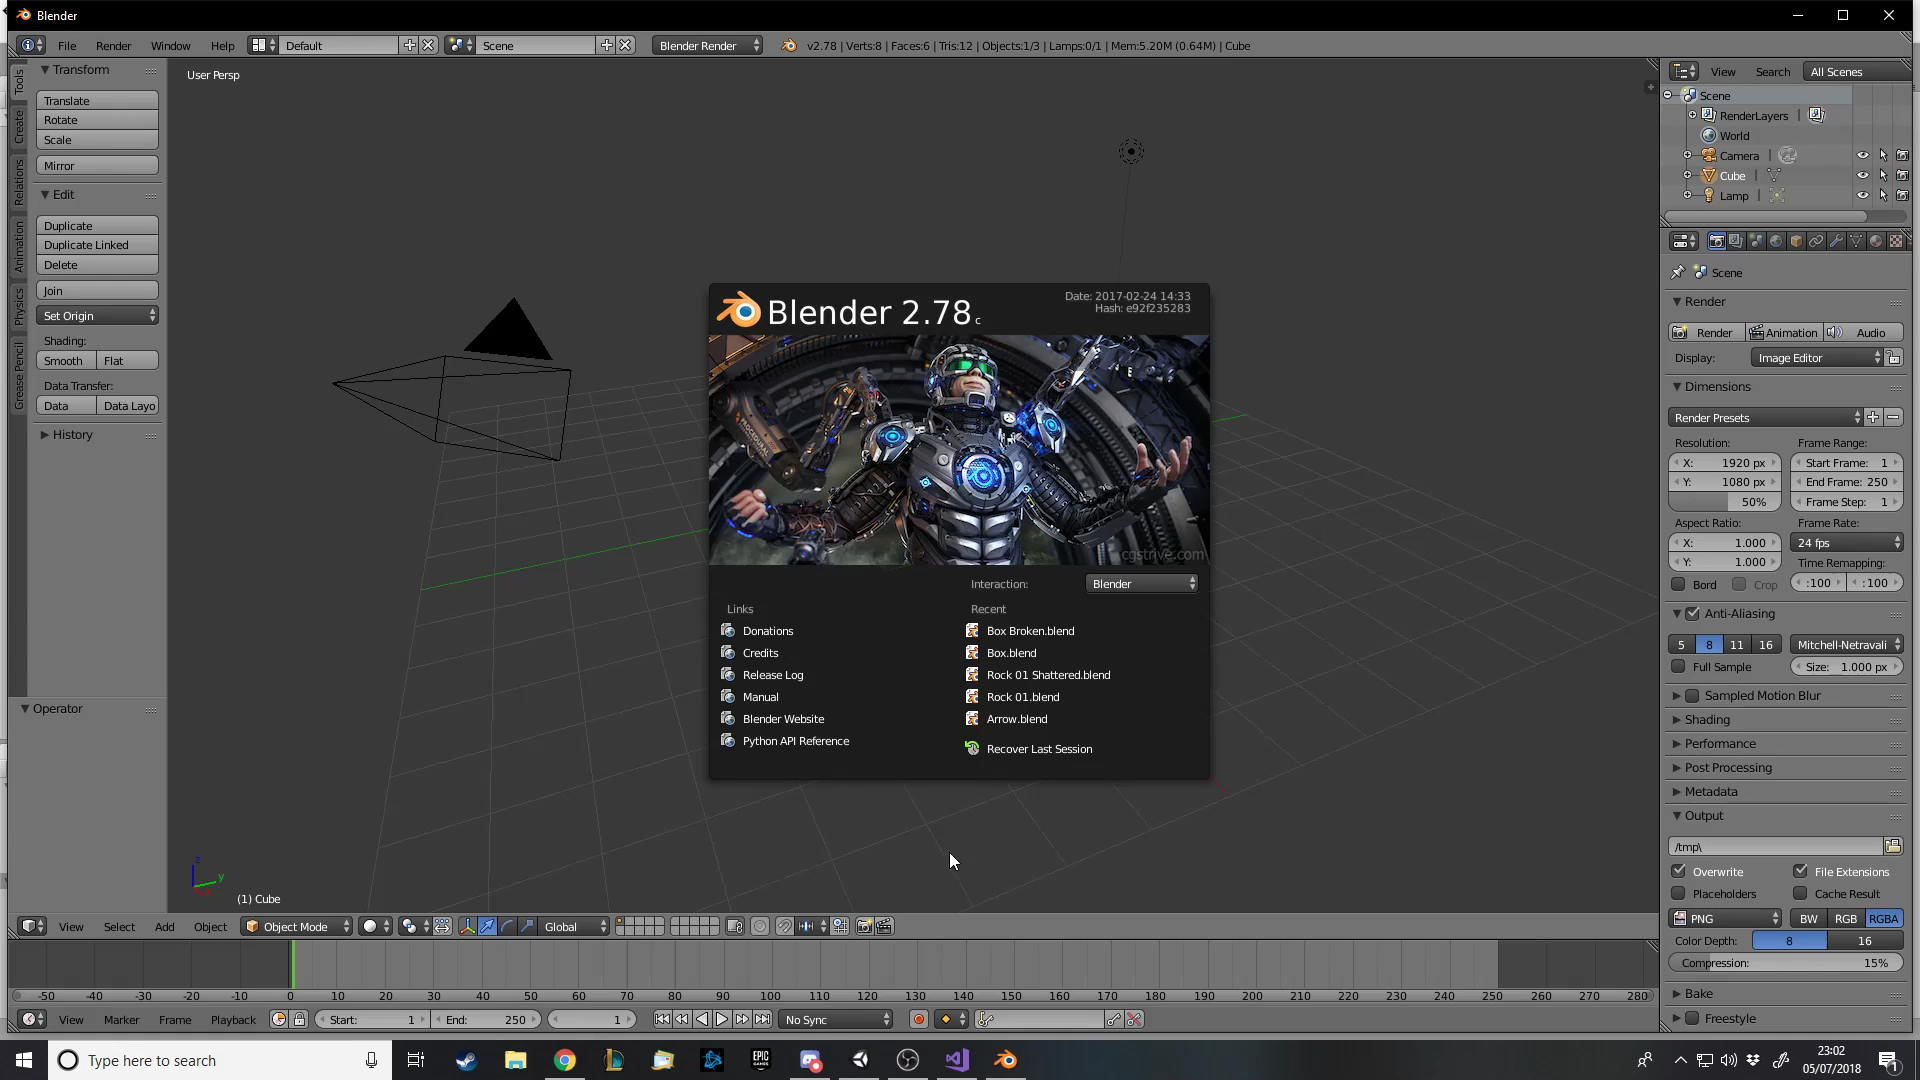 Blender
File Render Window Help Default Scene Blender Render v2.78 | Verts:8 | Faces:6 | Tris:12 | Objects:1/3 | Lamps:0/1 | Mem:5.20M (0.64M) | Cube
Tools
Create
Relations
Animation
Physics
Grease Pencil
Transform
Translate
Rotate
Scale
Mirror
Edit
Duplicate
Duplicate Linked
Delete
Join
Set Origin
Shading:
Smooth Flat
Data Transfer:
Data Data Layo
History
Operator
User Persp
Blender 2.78 c
Date: 2017-02-24 14:33
Hash: e92f235283
cgstrive.com
Interaction: Blender
Links
Donations
Credits
Release Log
Manual
Blender Website
Python API Reference
Recent
Box Broken.blend
Box.blend
Rock 01 Shattered.blend
Rock 01.blend
Arrow.blend
Recover Last Session
z
y
(1) Cube
View Select Add Object Object Mode Global
-50 -40 -30 -20 -10 0 10 20 30 40 50 60 70 80 90 100 110 120 130 140 150 160 170 180 190 200 210 220 230 240 250 260 270 280
View Marker Frame Playback Start: 1 End: 250 1 No Sync
View Search All Scenes
Scene
RenderLayers |
World
Camera |
Cube |
Lamp |
Scene
Render
Render Animation Audio
Display: Image Editor
Dimensions
Render Presets
Resolution: Frame Range:
X: 1920 px Start Frame: 1
Y: 1080 px End Frame: 250
50% Frame Step: 1
Aspect Ratio: Frame Rate:
X: 1.000 24 fps
Y: 1.000 Time Remapping:
Bord Crop :100 :100
Anti-Aliasing
5 8 11 16 Mitchell-Netravali
Full Sample Size: 1.000 px
Sampled Motion Blur
Shading
Performance
Post Processing
Metadata
Output
/tmp\
Overwrite File Extensions
Placeholders Cache Result
PNG BW RGB RGBA
Color Depth: 8 16
Compression: 15%
Bake
Freestyle
Type here to search
EPIC GAMES
23:02
05/07/2018
1